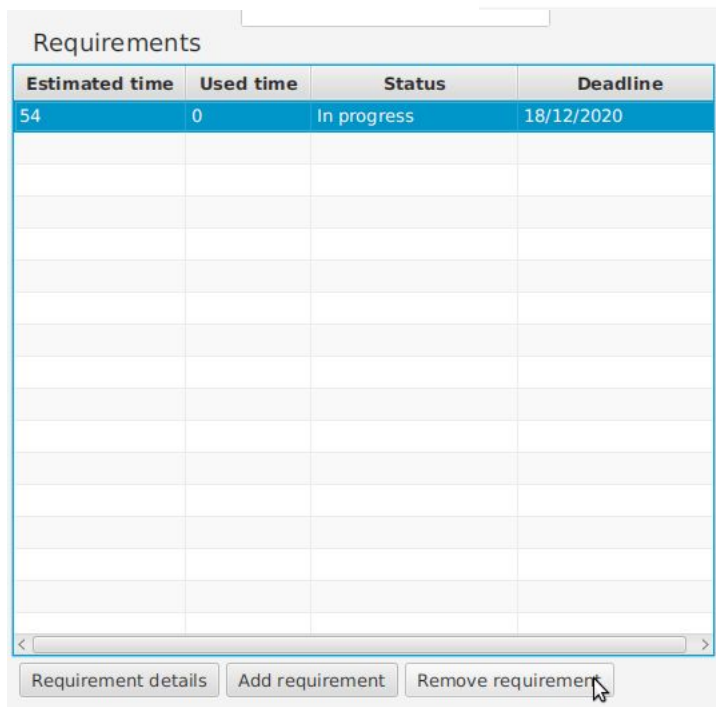 Requirements
Estimated time Used time Status Deadline
54 0 In progress 18/12/2020
Requirement details Add requirement Remove requirement